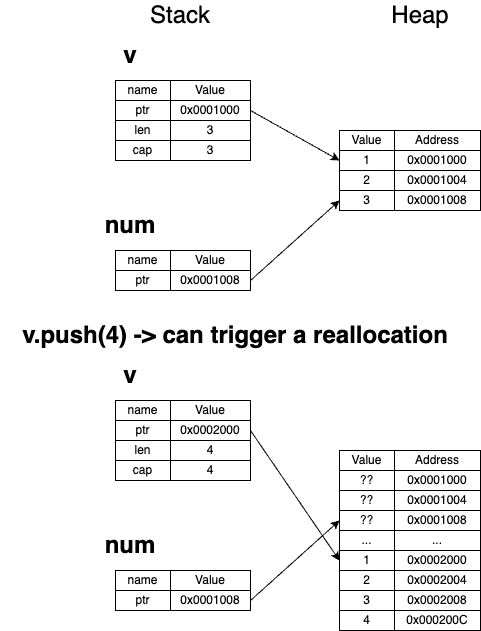 Stack Heap
v
name Value
ptr 0x0001000
len 3
cap 3
Value Address
1 0x0001000
2 0x0001004
3 0x0001008
num
name Value
ptr 0x0001008
v.push(4) -> can trigger a reallocation
v
name Value
ptr 0x0002000
len 4
cap 4
Value Address
?? 0x0001000
?? 0x0001004
?? 0x0001008
... ...
1 0x0002000
2 0x0002004
3 0x0002008
4 0x000200C
num
name Value
ptr 0x0001008